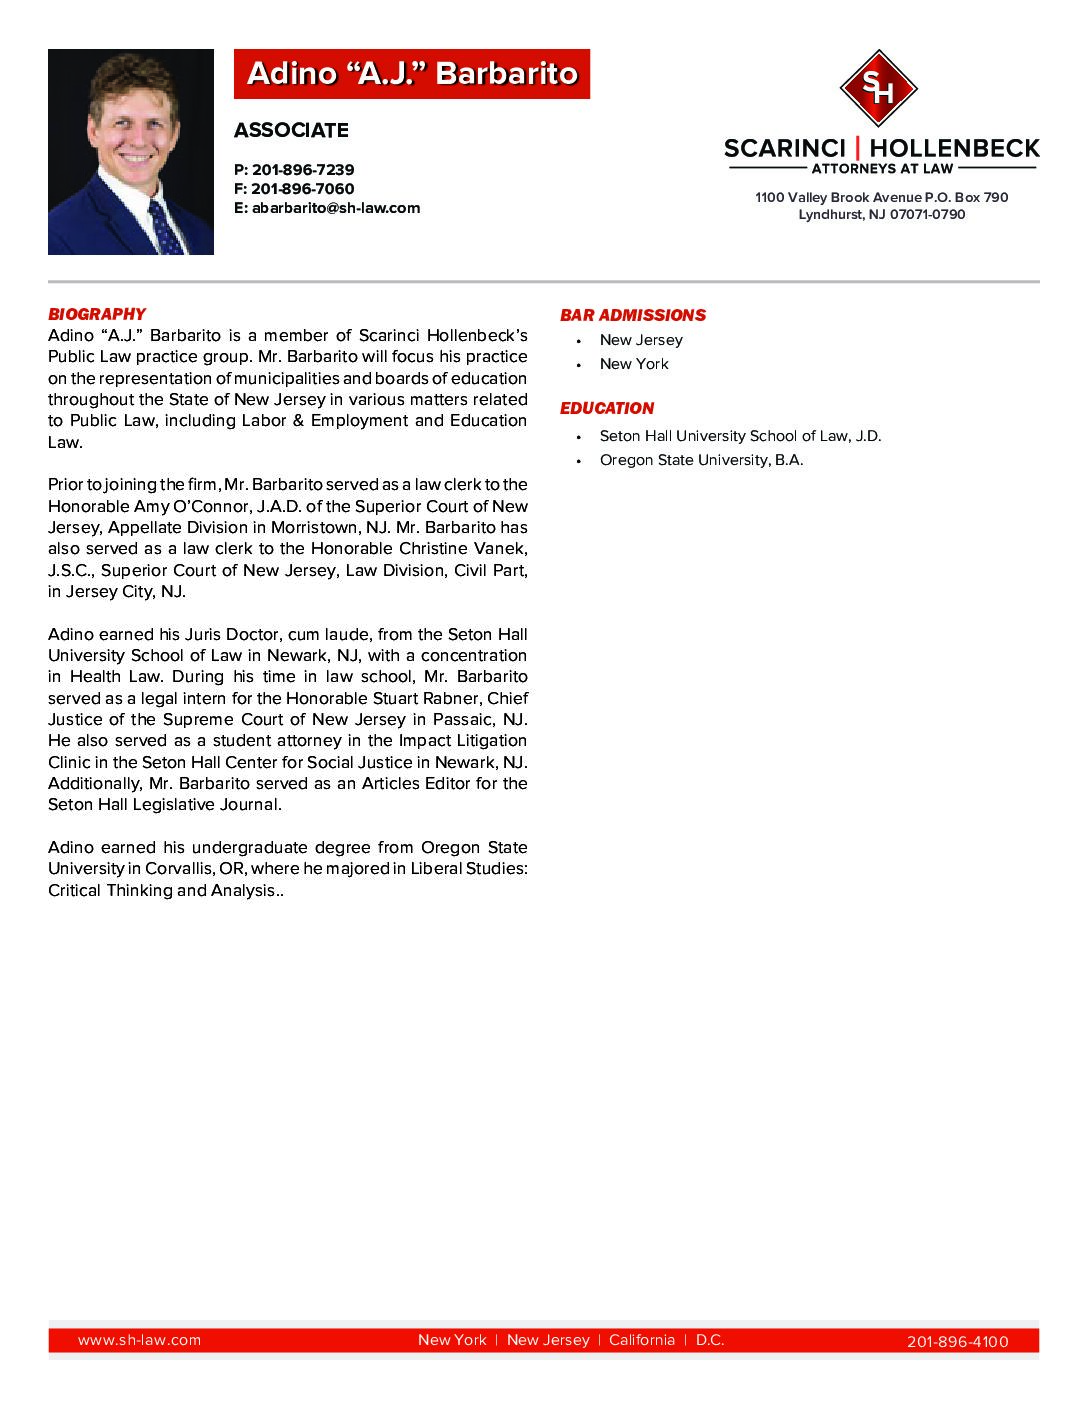 Adino “A.J.” Barbarito
ASSOCIATE
P: 201-896-7239
F: 201-896-7060
E: abarbarito@sh-law.com
SH
SCARINCI | HOLLENBECK
ATTORNEYS AT LAW
1100 Valley Brook Avenue P.O. Box 790
Lyndhurst, NJ 07071-0790
BIOGRAPHY
Adino “A.J.” Barbarito is a member of Scarinci Hollenbeck’s
Public Law practice group. Mr. Barbarito will focus his practice
on the representation of municipalities and boards of education
throughout the State of New Jersey in various matters related
to Public Law, including Labor & Employment and Education
Law.
Prior to joining the firm, Mr. Barbarito served as a law clerk to the
Honorable Amy O’Connor, J.A.D. of the Superior Court of New
Jersey, Appellate Division in Morristown, NJ. Mr. Barbarito has
also served as a law clerk to the Honorable Christine Vanek,
J.S.C., Superior Court of New Jersey, Law Division, Civil Part,
in Jersey City, NJ.
Adino earned his Juris Doctor, cum laude, from the Seton Hall
University School of Law in Newark, NJ, with a concentration
in Health Law. During his time in law school, Mr. Barbarito
served as a legal intern for the Honorable Stuart Rabner, Chief
Justice of the Supreme Court of New Jersey in Passaic, NJ.
He also served as a student attorney in the Impact Litigation
Clinic in the Seton Hall Center for Social Justice in Newark, NJ.
Additionally, Mr. Barbarito served as an Articles Editor for the
Seton Hall Legislative Journal.
Adino earned his undergraduate degree from Oregon State
University in Corvallis, OR, where he majored in Liberal Studies:
Critical Thinking and Analysis..
BAR ADMISSIONS
• New Jersey
• New York
EDUCATION
• Seton Hall University School of Law, J.D.
• Oregon State University, B.A.
www.sh-law.com
New York | New Jersey | California | D.C.
201-896-4100